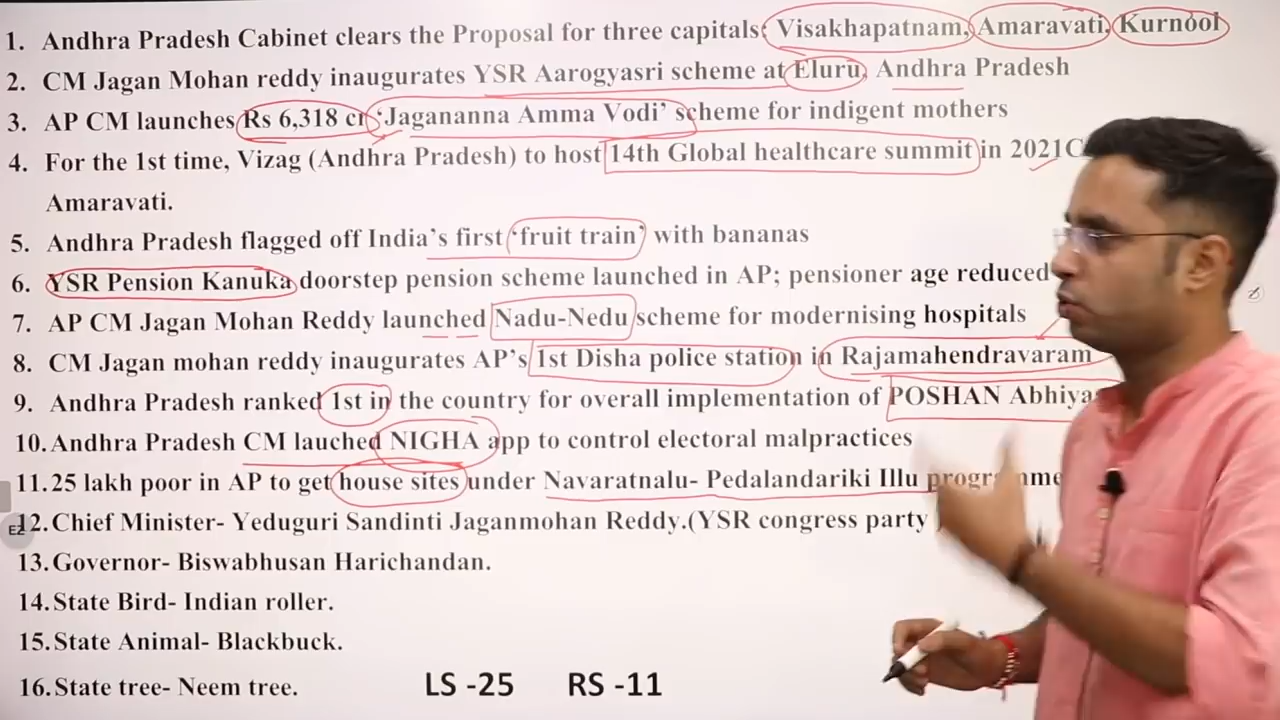 1. Andhra Pradesh Cabinet clears the Proposal for three capitals: Visakhapatnam, Amaravati, Kurnool
2. CM Jagan Mohan reddy inaugurates YSR Aarogyasri scheme at Eluru, Andhra Pradesh
3. AP CM launches Rs 6,318 cr 'Jagananna Amma Vodi' scheme for indigent mothers
4. For the 1st time, Vizag (Andhra Pradesh) to host 14th Global healthcare summit in 2021C
Amaravati.
5. Andhra Pradesh flagged off India's first 'fruit train' with bananas
6. YSR Pension Kanuka doorstep pension scheme launched in AP; pensioner age reduced
7. AP CM Jagan Mohan Reddy launched Nadu-Nedu scheme for modernising hospitals
8. CM Jagan mohan reddy inaugurates AP's 1st Disha police station in Rajamahendravaram
9. Andhra Pradesh ranked 1st in the country for overall implementation of POSHAN Abhiya
10. Andhra Pradesh CM lauched NIGHA app to control electoral malpractices
11. 25 lakh poor in AP to get house sites under Navaratnalu- Pedalandariki Illu
12. Chief Minister- Yeduguri Sandinti Jaganmohan Reddy.(YSR congress party
13. Governor- Biswabhusan Harichandan.
14. State Bird- Indian roller.
15. State Animal- Blackbuck.
16. State tree- Neem tree. LS -25 RS -11